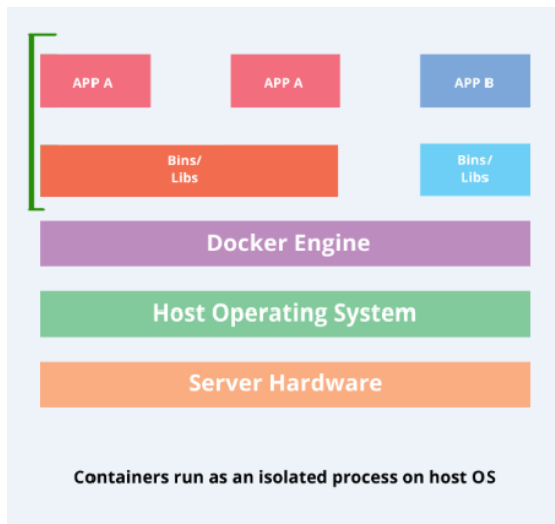 APP A
APP A
APP B
Bins/
Libs
Bins/
Libs
Docker Engine
Host Operating System
Server Hardware
Containers run as an isolated process on host OS